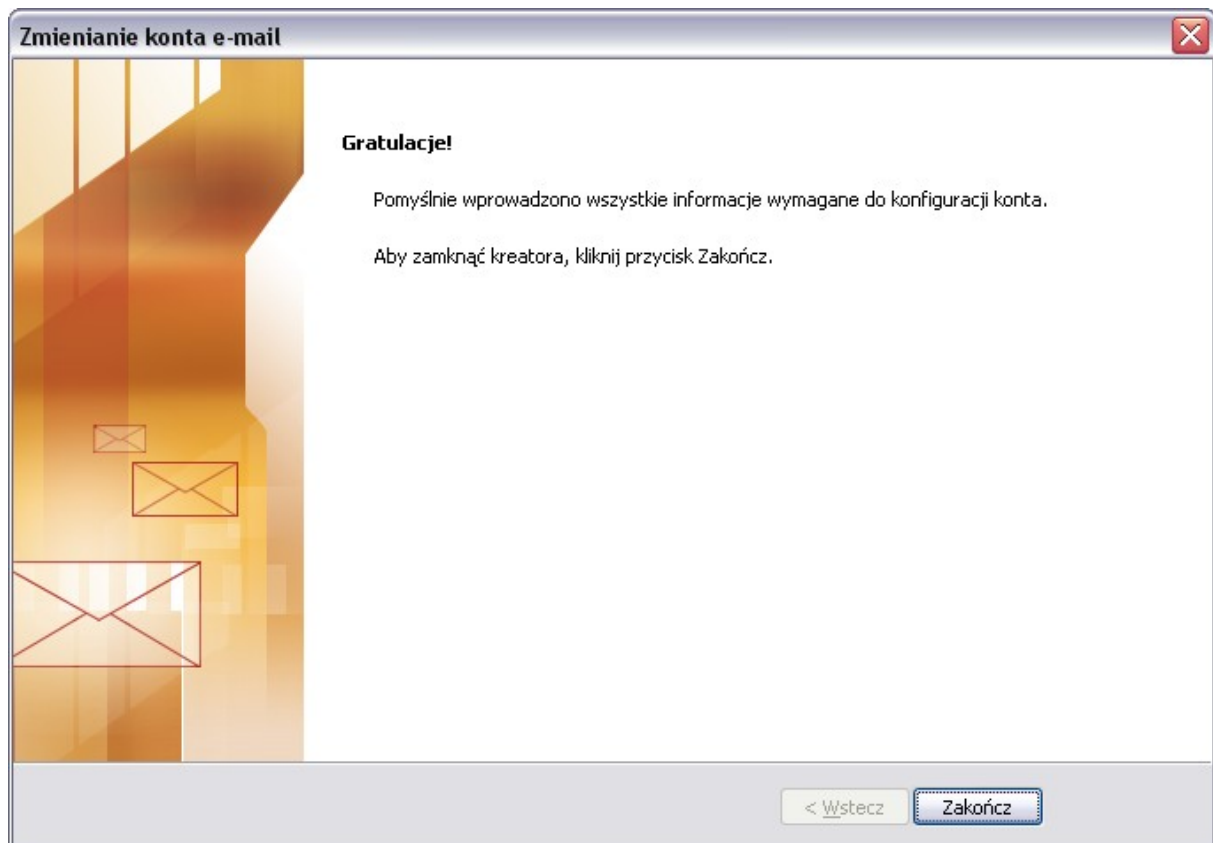 Zmienianie konta e-mail
Gratulacje!
Pomyślnie wprowadzono wszystkie informacje wymagane do konfiguracji konta.
Aby zamknąć kreatora, kliknij przycisk Zakończ.
< Wstecz
Zakończ